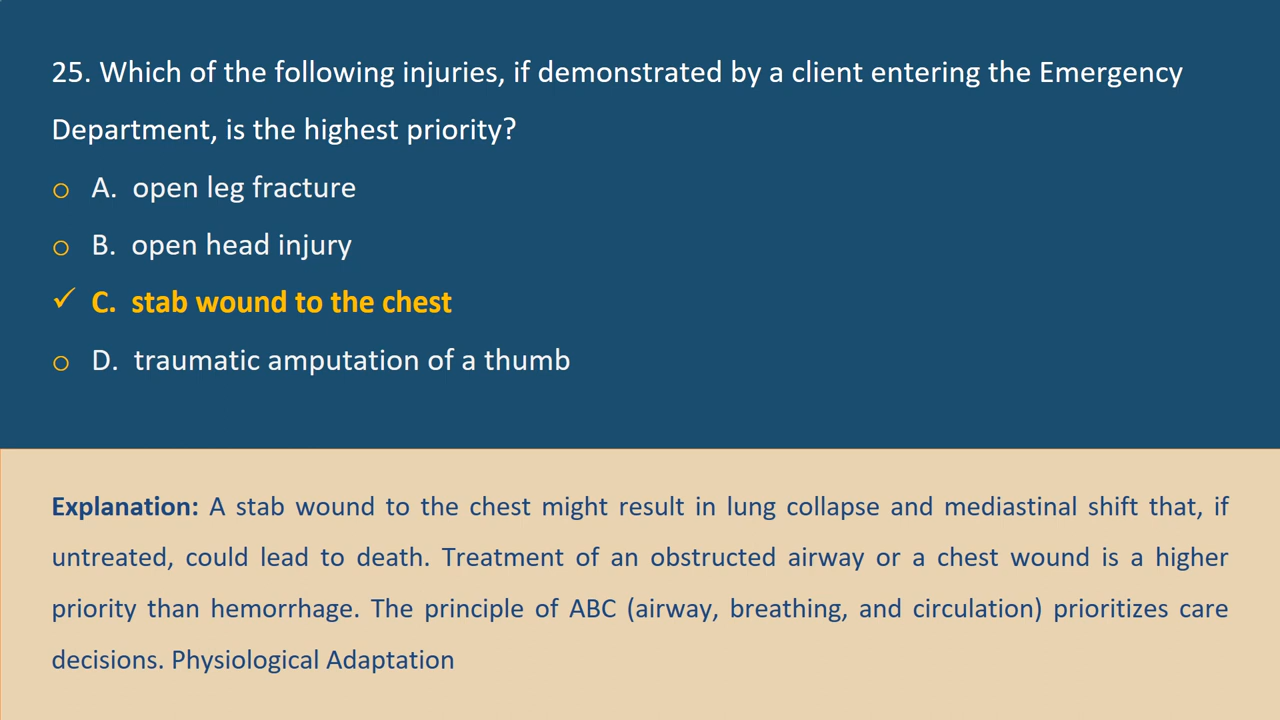 25. Which of the following injuries, if demonstrated by a client entering the Emergency
Department, is the highest priority?
A. open leg fracture
B. open head injury
✓ C. stab wound to the chest
D. traumatic amputation of a thumb
Explanation: A stab wound to the chest might result in lung collapse and mediastinal shift that, if
untreated, could lead to death. Treatment of an obstructed airway or a chest wound is a higher
priority than hemorrhage. The principle of ABC (airway, breathing, and circulation) prioritizes care
decisions. Physiological Adaptation